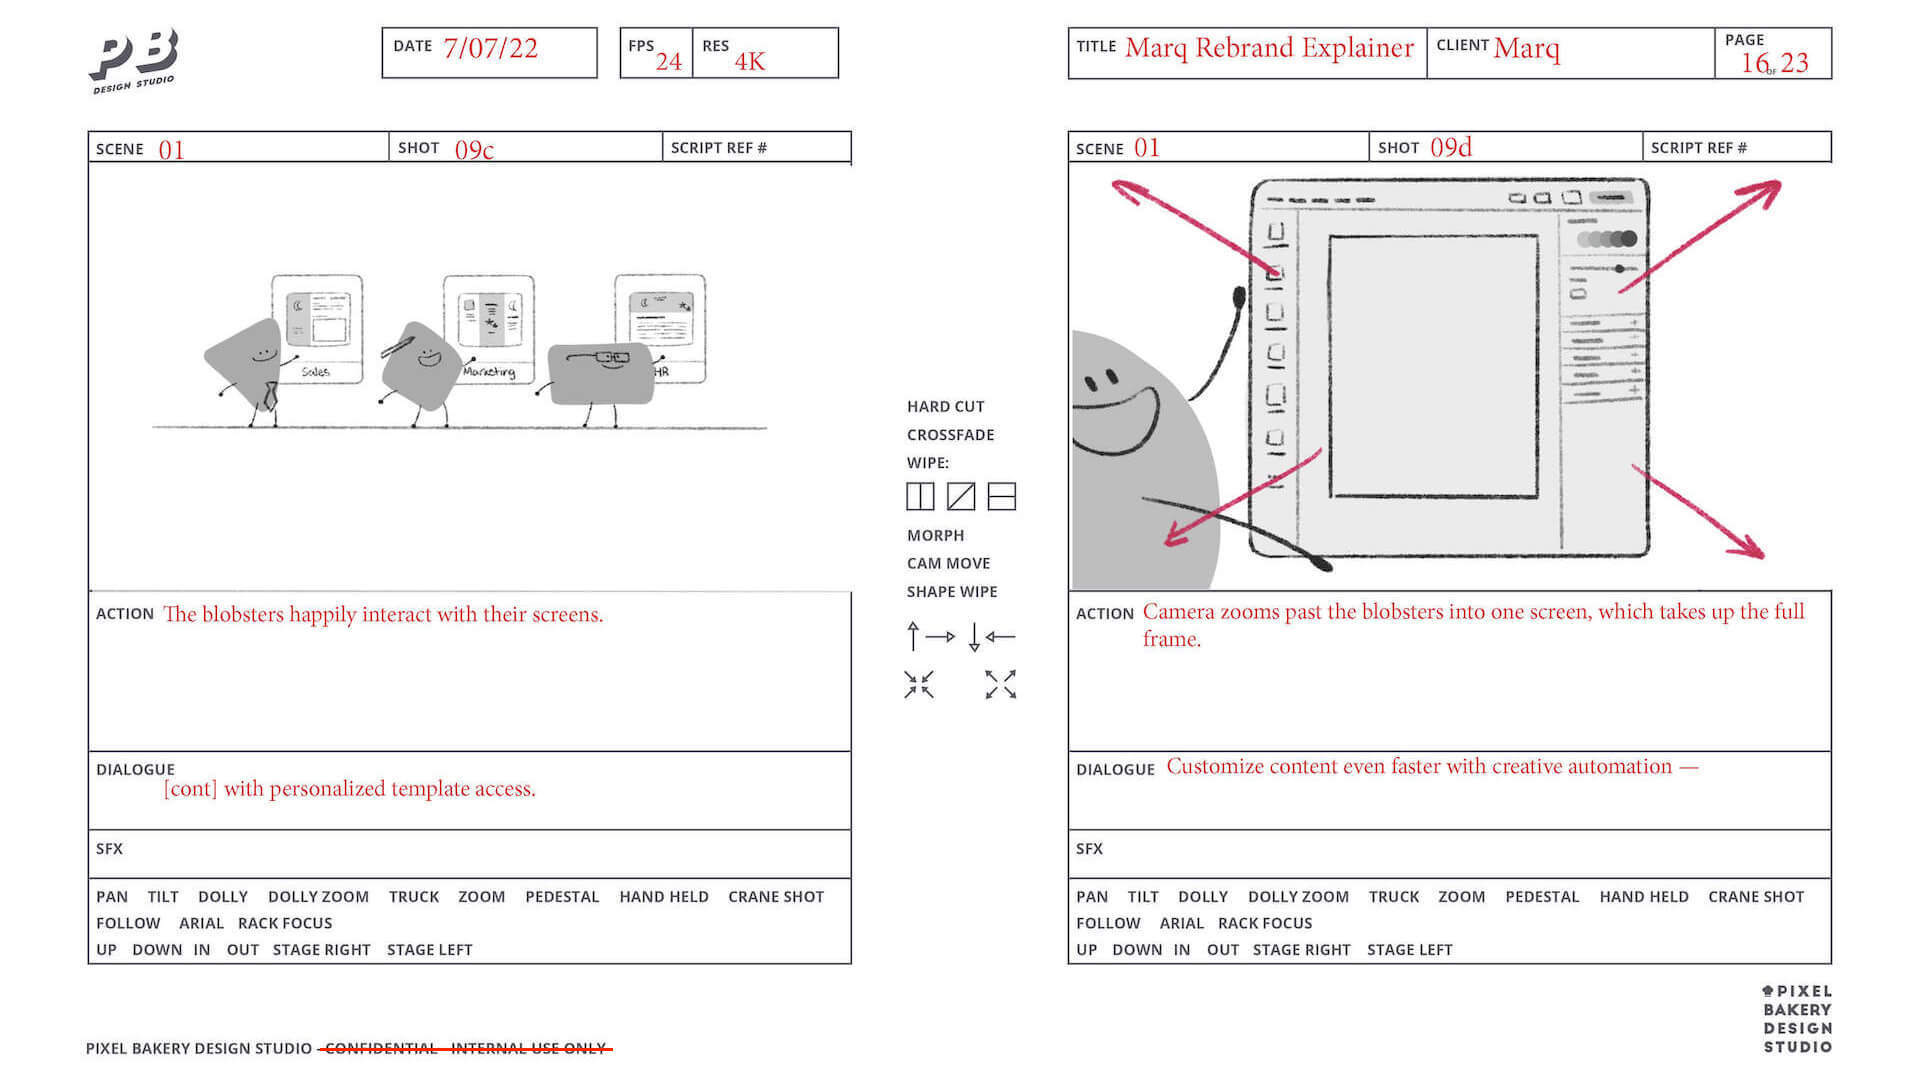 PB
DESIGN STUDIO
DATE 7/07/22
FPS 24
RES 4K
TITLE Marq Rebrand Explainer
CLIENT Marq
PAGE 16 OF 23
SCENE 01
SHOT 09c
SCRIPT REF #
Sales
Marketing
HR
ACTION The blobsters happily interact with their screens.
DIALOGUE
[cont] with personalized template access.
SFX
PAN TILT DOLLY DOLLY ZOOM TRUCK ZOOM PEDESTAL HAND HELD CRANE SHOT
FOLLOW ARIAL RACK FOCUS
UP DOWN IN OUT STAGE RIGHT STAGE LEFT
HARD CUT
CROSSFADE
WIPE:
MORPH
CAM MOVE
SHAPE WIPE
SCENE 01
SHOT 09d
SCRIPT REF #
ACTION Camera zooms past the blobsters into one screen, which takes up the full
frame.
DIALOGUE Customize content even faster with creative automation —
SFX
PAN TILT DOLLY DOLLY ZOOM TRUCK ZOOM PEDESTAL HAND HELD CRANE SHOT
FOLLOW ARIAL RACK FOCUS
UP DOWN IN OUT STAGE RIGHT STAGE LEFT
PIXEL BAKERY DESIGN STUDIO CONFIDENTIAL INTERNAL USE ONLY
PIXEL
BAKERY
DESIGN
STUDIO